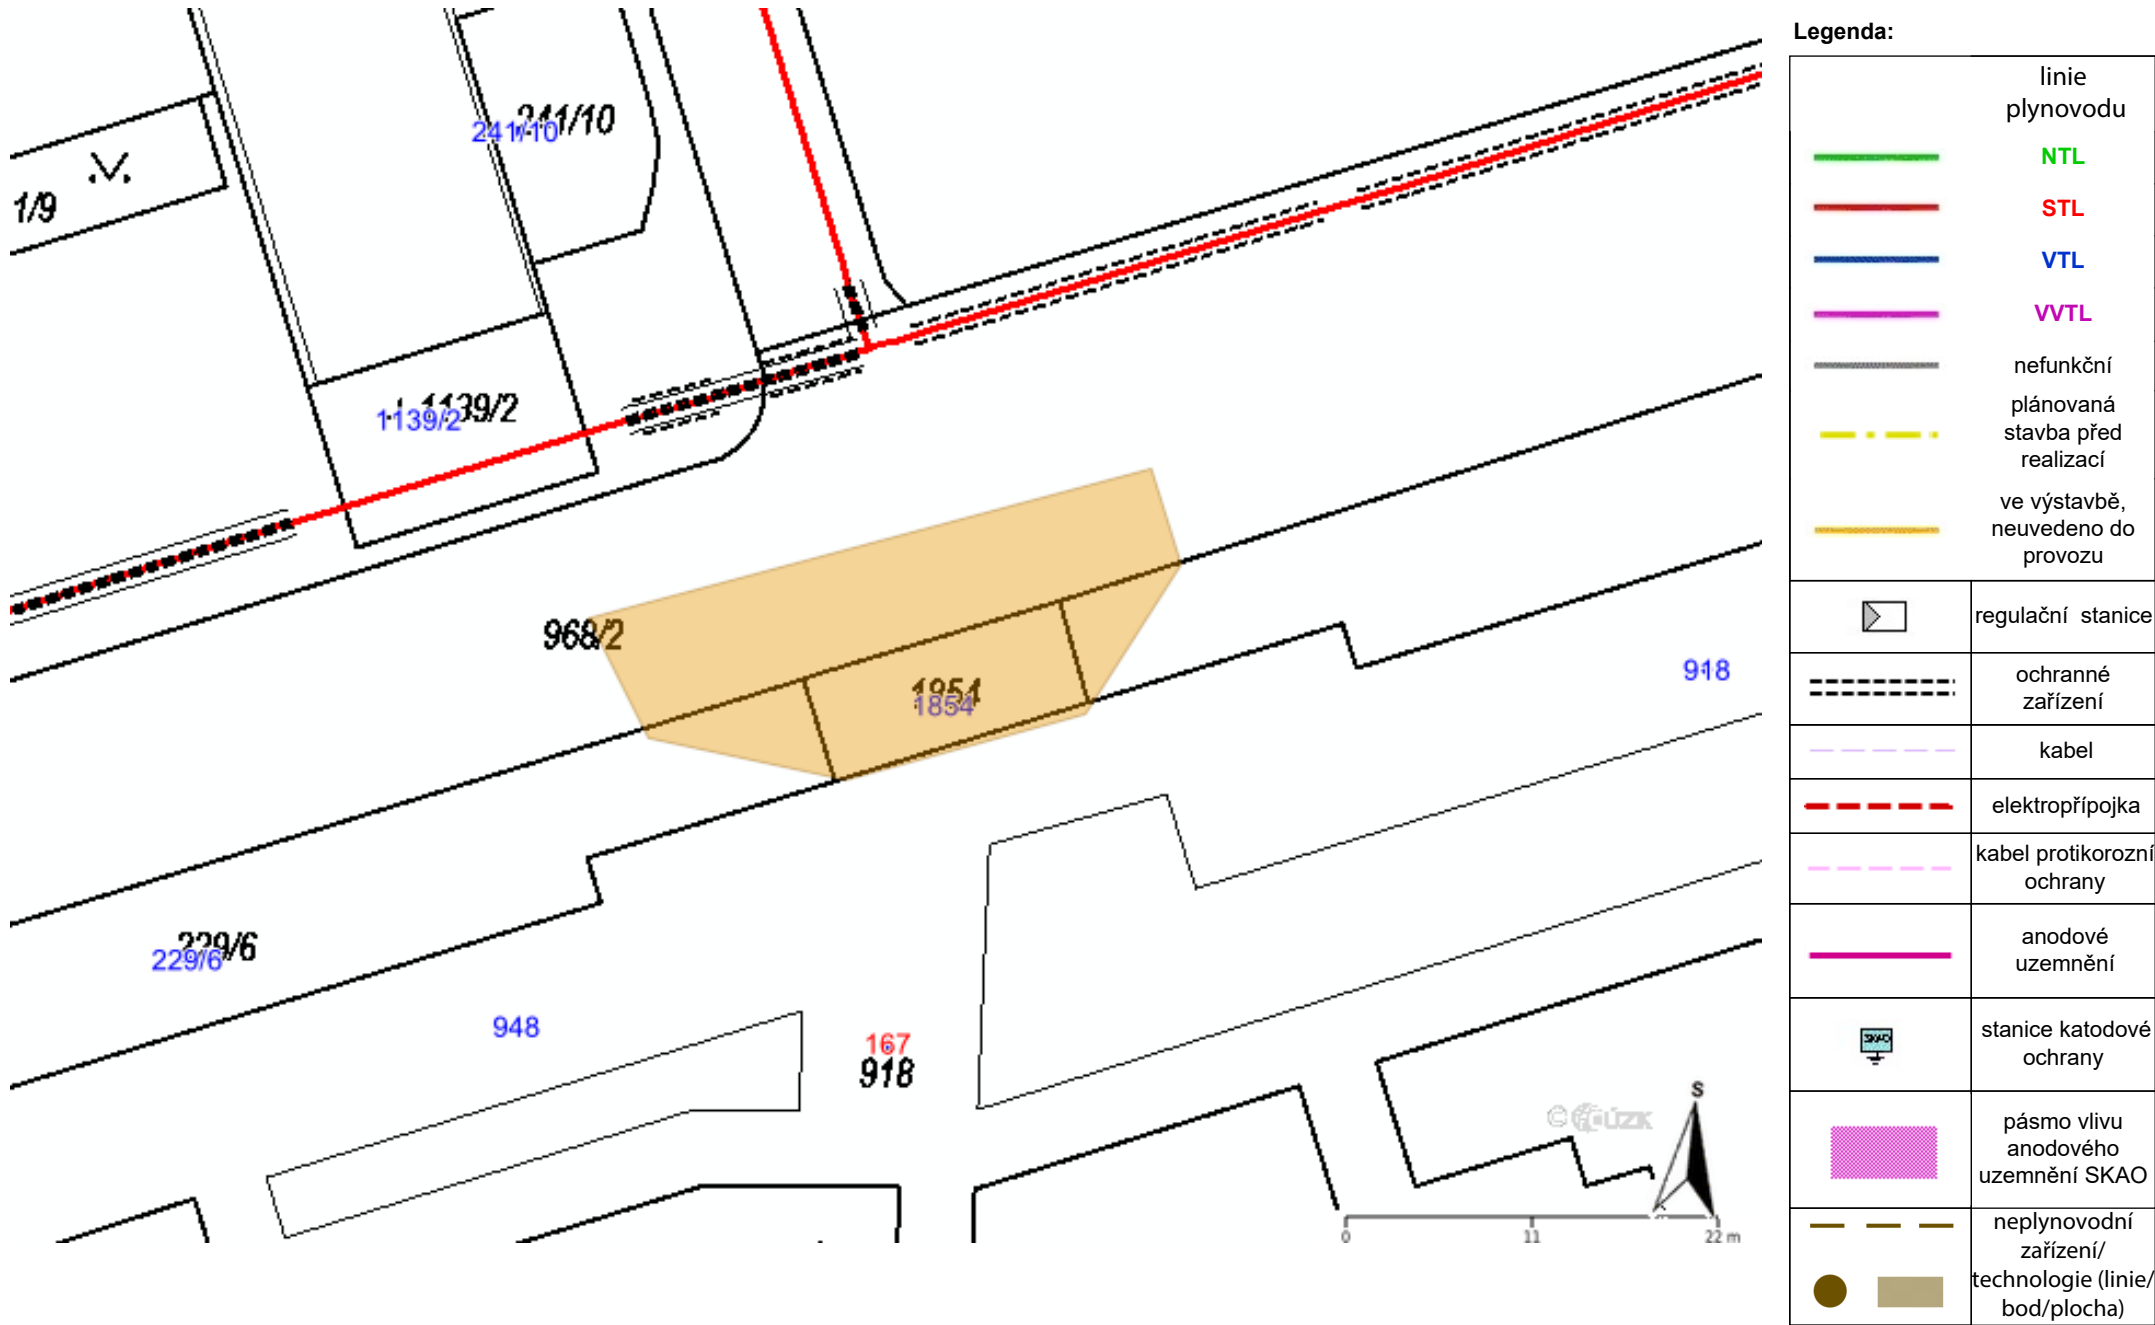 241/10
241/10
1/9
1139/2
1139/2
968/2
1854
918
229/6
229/6
948
167
918
© ČÚZK
S
0
11
22 m
Legenda:
linie
plynovodu
NTL
STL
VTL
VVTL
nefunkční
plánovaná
stavba před
realizací
ve výstavbě,
neuvedeno do
provozu
regulační stanice
ochranné
zařízení
kabel
elektropřípojka
kabel protikorozní
ochrany
anodové
uzemnění
SKAO
stanice katodové
ochrany
pásmo vlivu
anodového
uzemnění SKAO
neplynovodní
zařízení/
technologie (linie/
bod/plocha)